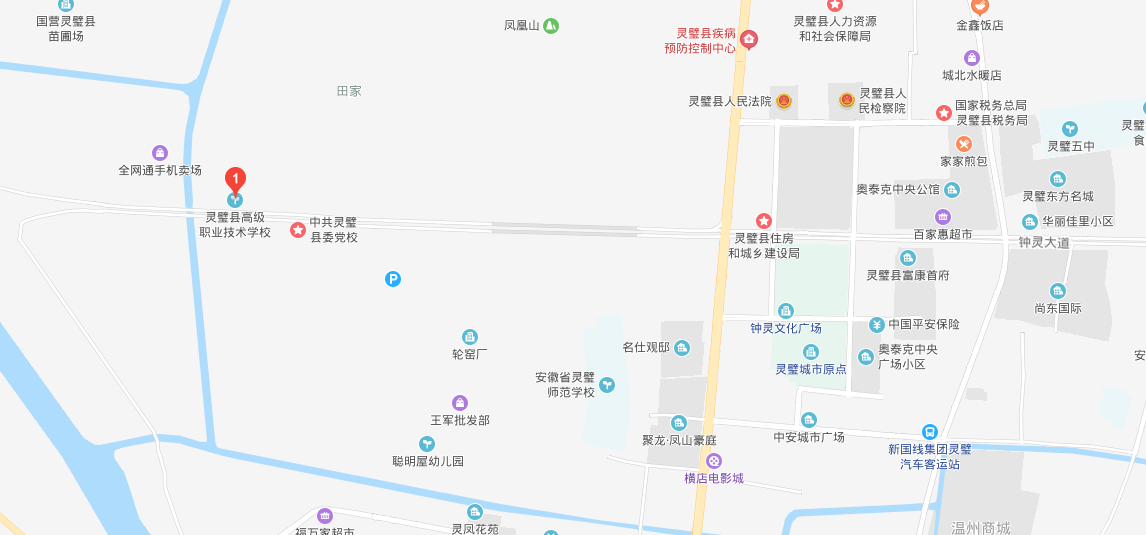 国营灵璧县
苗圃场
凤凰山
灵璧县疾病
预防控制中心
灵璧县人力资源
和社会保障局
金鑫饭店
城北水暖店
田家
灵璧县人民法院
灵璧县人
民检察院
国家税务总局
灵璧县税务局
灵璧
食
灵璧五中
全网通手机卖场
家家煎包
1
灵璧县高级
职业技术学校
中共灵璧
县委党校
奥泰克中央公馆
灵璧东方名城
百家惠超市
华丽佳里小区
钟灵大道
灵璧县住房
和城乡建设局
灵璧县富康首府
P
尚东国际
钟灵文化广场
中国平安保险
轮窑厂
名仕观邸
灵璧城市原点
奥泰克中央
广场小区
安
安徽省灵璧
师范学校
王军批发部
聚龙·凤山豪庭
中安城市广场
聪明屋幼儿园
新国线集团灵璧
汽车客运站
横店电影城
福万家超市
灵凤花苑
温州商城